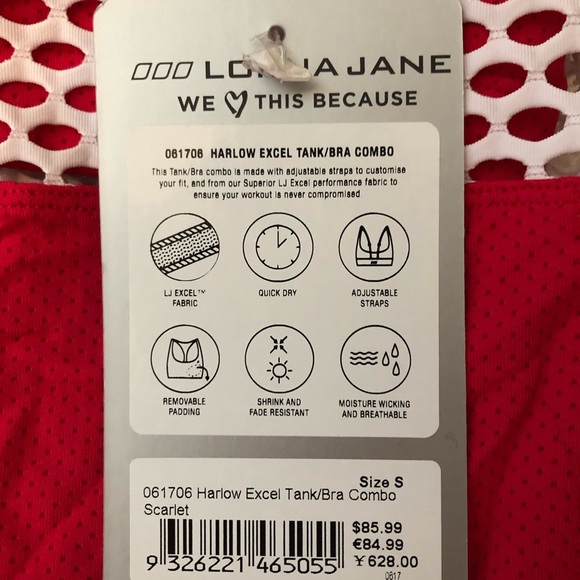 LORNA JANE
WE THIS BECAUSE
061706 HARLOW EXCEL TANK/BRA COMBO
This Tank/Bra combo is made with adjustable straps to customise
your fit, and from our Superior LJ Excel performance fabric to
ensure your workout is never compromised.
LJ EXCEL™
FABRIC
QUICK DRY
ADJUSTABLE
STRAPS
REMOVABLE
PADDING
SHRINK AND
FADE RESISTANT
MOISTURE WICKING
AND BREATHABLE
Size S
061706 Harlow Excel Tank/Bra Combo
Scarlet
$85.99
€84.99
¥628.00
0817
9 326221 465055